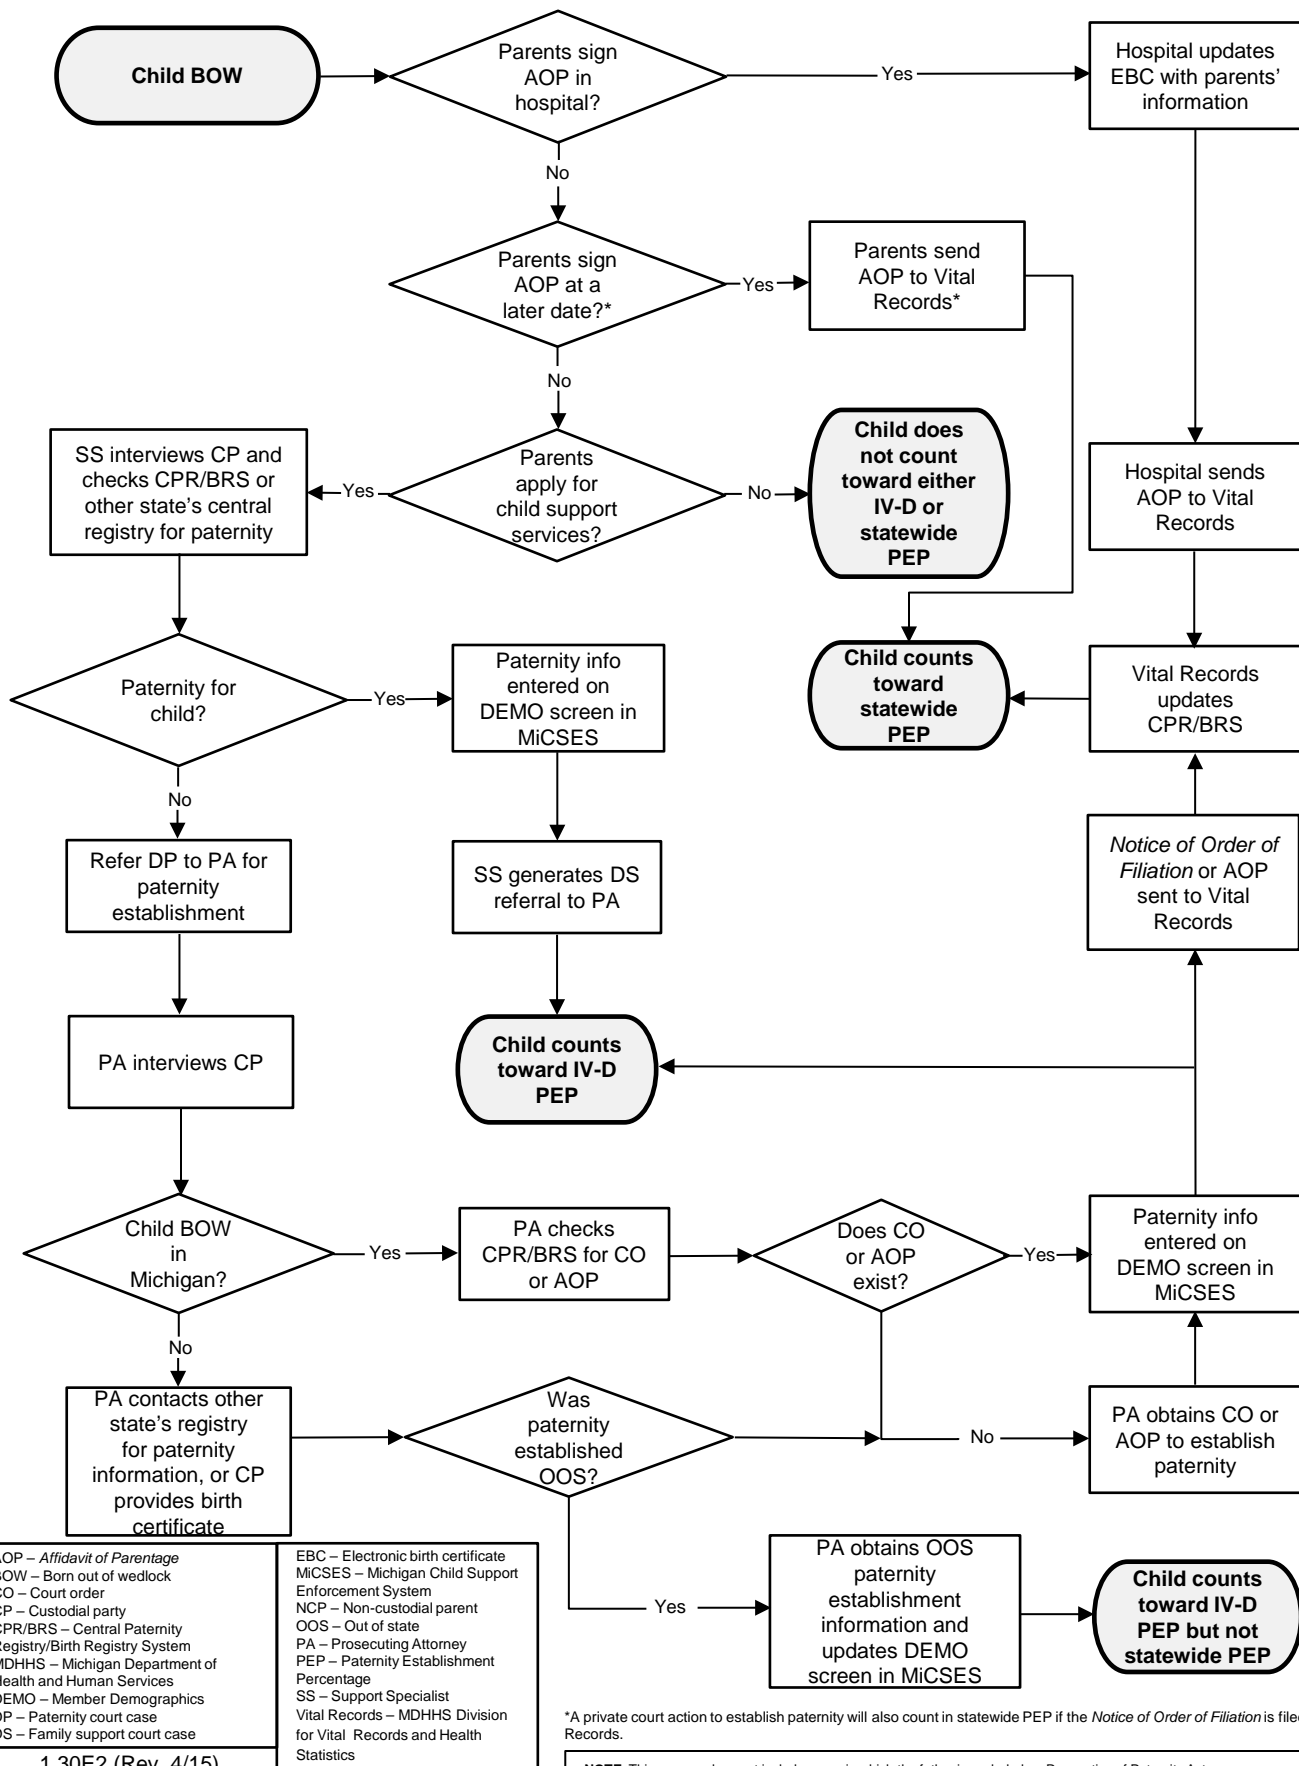 Child BOW
Parents sign
AOP in
hospital?
Yes
Hospital updates
EBC with parents'
information
No
Parents sign
AOP at a
later date?*
Yes
Parents send
AOP to Vital
Records*
No
SS interviews CP and
checks CPR/BRS or
other state's central
registry for paternity
Yes
Parents
apply for
child support
services?
No
Child does
not count
toward either
IV-D or
statewide
PEP
Hospital sends
AOP to Vital
Records
Paternity for
child?
Yes
Paternity info
entered on
DEMO screen in
MiCSES
Child counts
toward
statewide
PEP
Vital Records
updates
CPR/BRS
No
Refer DP to PA for
paternity
establishment
SS generates DS
referral to PA
Notice of Order of
Filiation or AOP
sent to Vital
Records
PA interviews CP
Child counts
toward IV-D
PEP
Child BOW
in
Michigan?
Yes
PA checks
CPR/BRS for CO
or AOP
Does CO
or AOP
exist?
Yes
Paternity info
entered on
DEMO screen in
MiCSES
No
PA contacts other
state's registry
for paternity
information, or CP
provides birth
certificate
Was
paternity
established
OOS?
No
PA obtains CO or
AOP to establish
paternity
Yes
PA obtains OOS
paternity
establishment
information and
updates DEMO
screen in MiCSES
Child counts
toward IV-D
PEP but not
statewide PEP
AOP – Affidavit of Parentage
BOW – Born out of wedlock
CO – Court order
CP – Custodial party
CPR/BRS – Central Paternity
Registry/Birth Registry System
MDHHS – Michigan Department of
Health and Human Services
DEMO – Member Demographics
DP – Paternity court case
DS – Family support court case
1.30E2 (Rev. 4/15)
EBC – Electronic birth certificate
MiCSES – Michigan Child Support
Enforcement System
NCP – Non-custodial parent
OOS – Out of state
PA – Prosecuting Attorney
PEP – Paternity Establishment
Percentage
SS – Support Specialist
Vital Records – MDHHS Division
for Vital Records and Health
Statistics
*A private court action to establish paternity will also count in statewide PEP if the Notice of Order of Filiation is filed
Records.